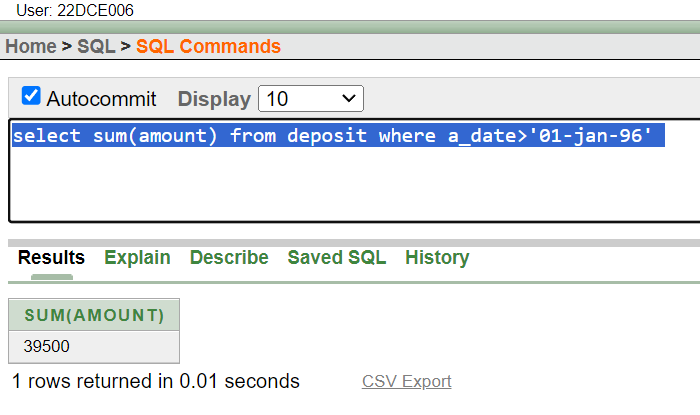 User: 22DCE006
Home > SQL > SQL Commands
Autocommit Display 10
select sum(amount) from deposit where a_date>'01-jan-96'
Results Explain Describe Saved SQL History
SUM(AMOUNT)
39500
1 rows returned in 0.01 seconds CSV Export